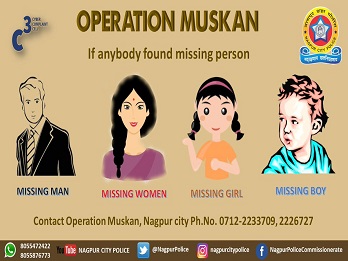 OPERATION MUSKAN
If anybody found missing person
MISSING MAN
MISSING WOMEN
MISSING GIRL
MISSING BOY
Contact Operation Muskan, Nagpur city Ph.No. 0712-2233709, 2226727
8055472422
8055876773
NAGPUR CITY POLICE
@NagpurPolice
nagpurcitypolice
NagpurPoliceCommissionerate